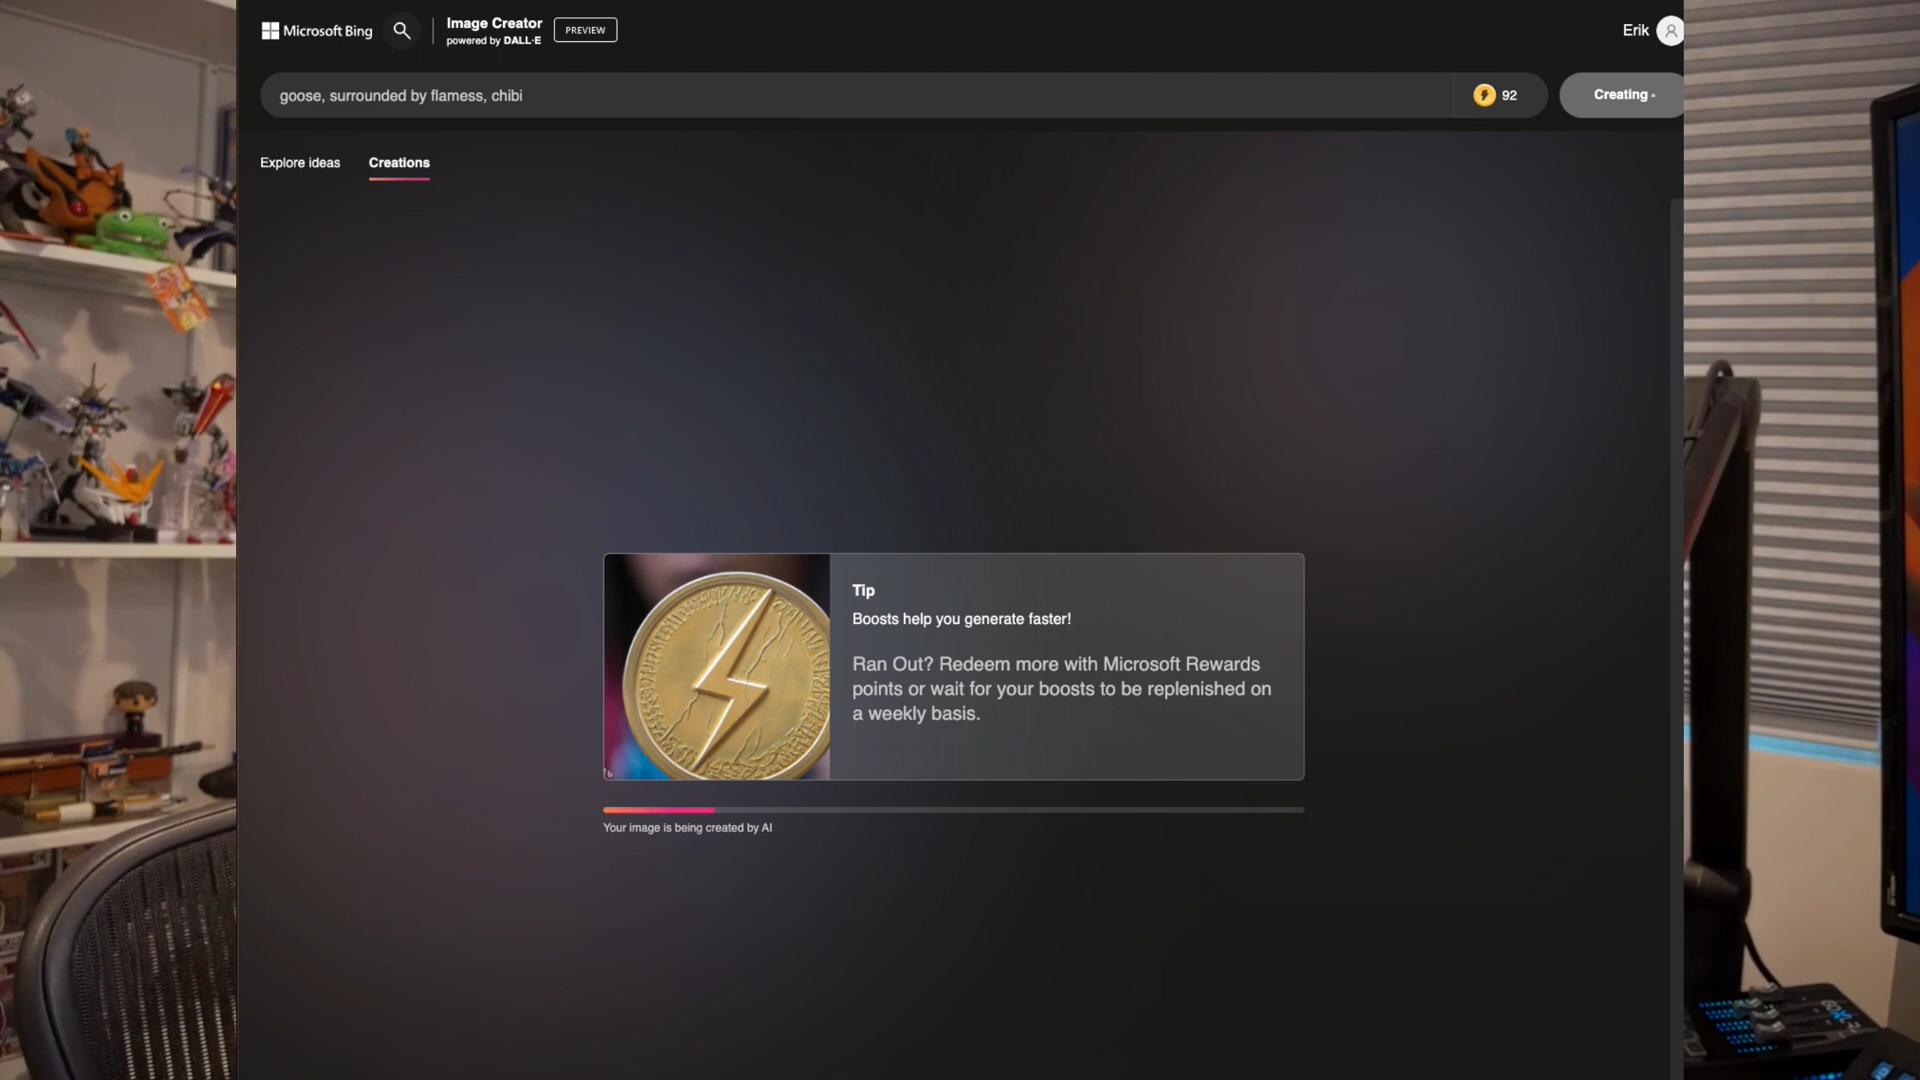 Microsoft Bing
Image Creator
powered by DALL·E
PREVIEW
Erik
goose, surrounded by flamess, chibi
92
Creating
Explore ideas
Creations
Tip
Boosts help you generate faster!
Ran Out? Redeem more with Microsoft Rewards
points or wait for your boosts to be replenished on
a weekly basis.
Your image is being created by AI